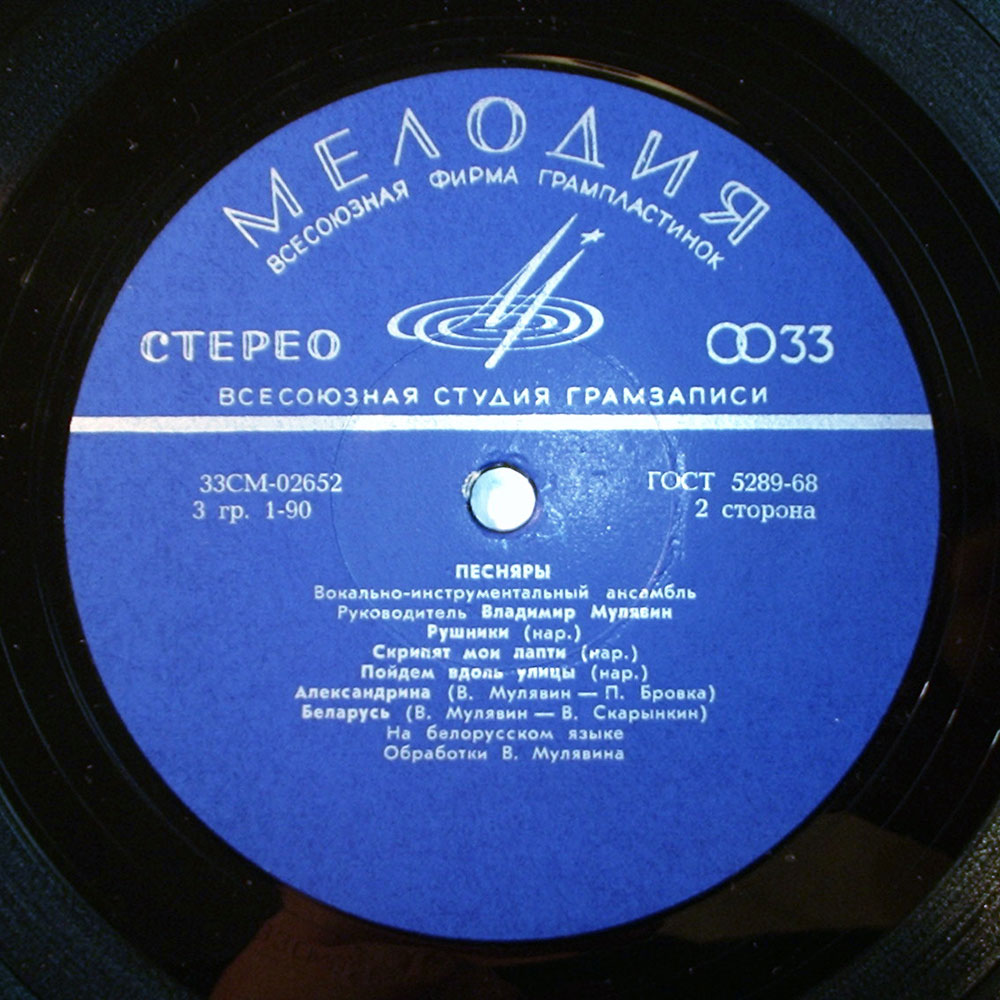 МЕЛОДИЯ
ВСЕСОЮЗНАЯ ФИРМА ГРАМПЛАСТИНОК
СТЕРЕО 33
ВСЕСОЮЗНАЯ СТУДИЯ ГРАМЗАПИСИ
33СМ-02652 ГОСТ 5289-68
3 гр. 1-90 2 сторона
ПЕСНЯРЫ
Вокально-инструментальный ансамбль
Руководитель Владимир Мулявин
Рушники (нар.)
Скрипят мои лапти (нар.)
Пойдем вдоль улицы (нар.)
Александрина (В. Мулявин — П. Бровка)
Беларусь (В. Мулявин — В. Скарынкин)
На белорусском языке
Обработки В. Мулявина